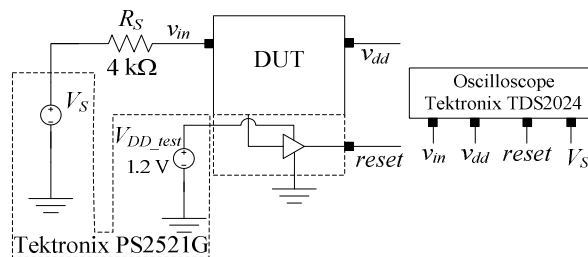 R_S
v_in
4 kΩ
V_S
DUT
v_dd
V_DD_test
1.2 V
reset
Oscilloscope
Tektronix TDS2024
v_in v_dd reset V_S
Tektronix PS2521G